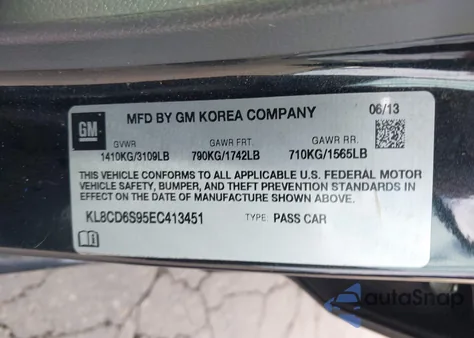 MFD BY GM KOREA COMPANY
06/13
GM
GVWR GAWR FRT. GAWR RR.
1410KG/3109LB 790KG/1742LB 710KG/1565LB
THIS VEHICLE CONFORMS TO ALL APPLICABLE U.S. FEDERAL MOTOR
VEHICLE SAFETY, BUMPER, AND THEFT PREVENTION STANDARDS
IN EFFECT ON THE DATE OF MANUFACTURE SHOWN ABOVE.
KL8CD6S95EC413451 TYPE: PASS CAR
autoSnap